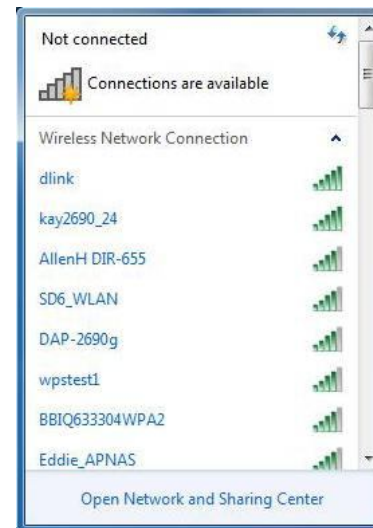 Not connected
Connections are available
Wireless Network Connection
dlink
kay2690_24
AllenH DIR-655
SD6_WLAN
DAP-2690g
wpstest1
BBIQ633304WPA2
Eddie_APNAS
Open Network and Sharing Center